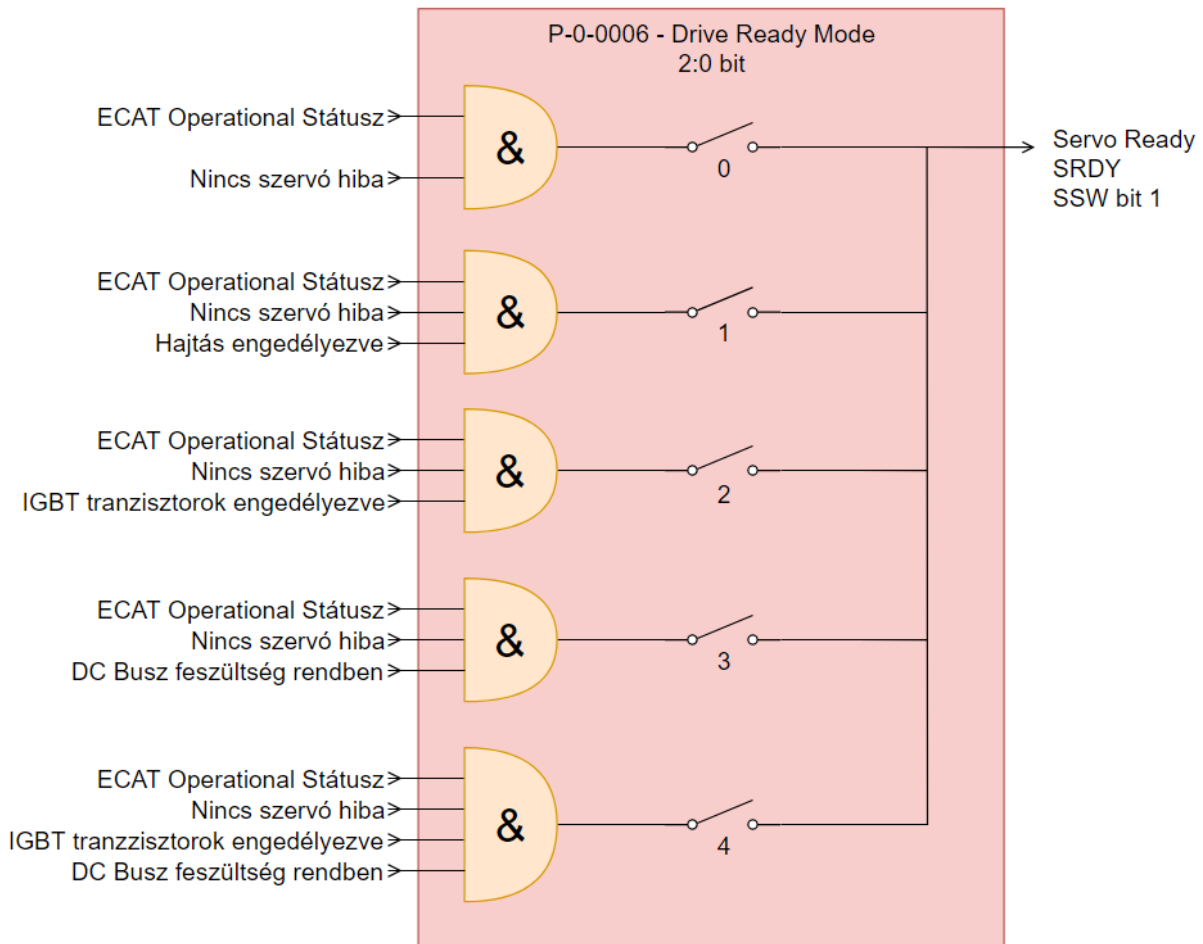 P-0-0006 - Drive Ready Mode
2:0 bit
ECAT Operational Státusz
Nincs szervó hiba
&
0
Servo Ready
SRDY
SSW bit 1
ECAT Operational Státusz
Nincs szervó hiba
Hajtás engedélyezve
&
1
ECAT Operational Státusz
Nincs szervó hiba
IGBT tranzisztorok engedélyezve
&
2
ECAT Operational Státusz
Nincs szervó hiba
DC Busz feszültség rendben
&
3
ECAT Operational Státusz
Nincs szervó hiba
IGBT tranzzisztorok engedélyezve
DC Busz feszültség rendben
&
4